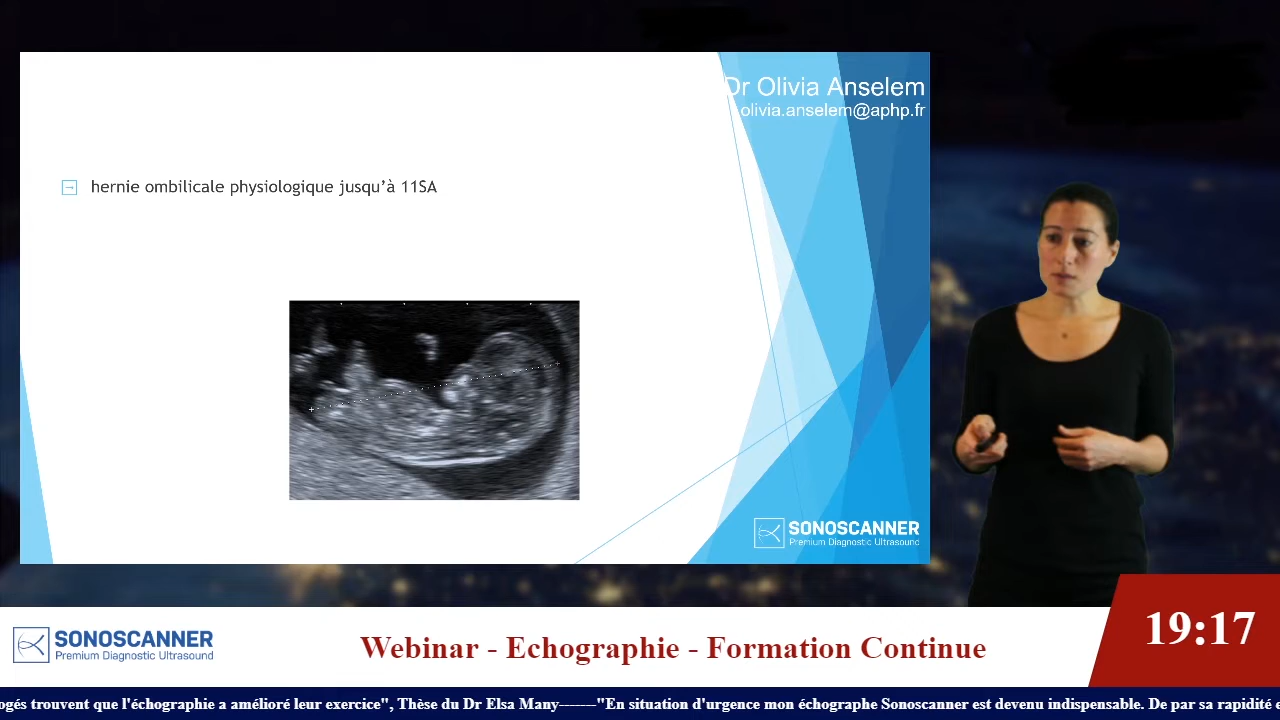 Dr Olivia Anselem
olivia.anselem@aphp.fr
hernie ombilicale physiologique jusqu'à 11SA
SONOSCANNER
Premium Diagnostic Ultrasound
SONOSCANNER
Premium Diagnostic Ultrasound
Webinar - Echographie - Formation Continue
19:17
ogés trouvent que l'échographie a amélioré leur exercice", Thèse du Dr Elsa Many-------"En situation d'urgence mon échographe Sonoscanner est devenu indispensable. De par sa rapidité e